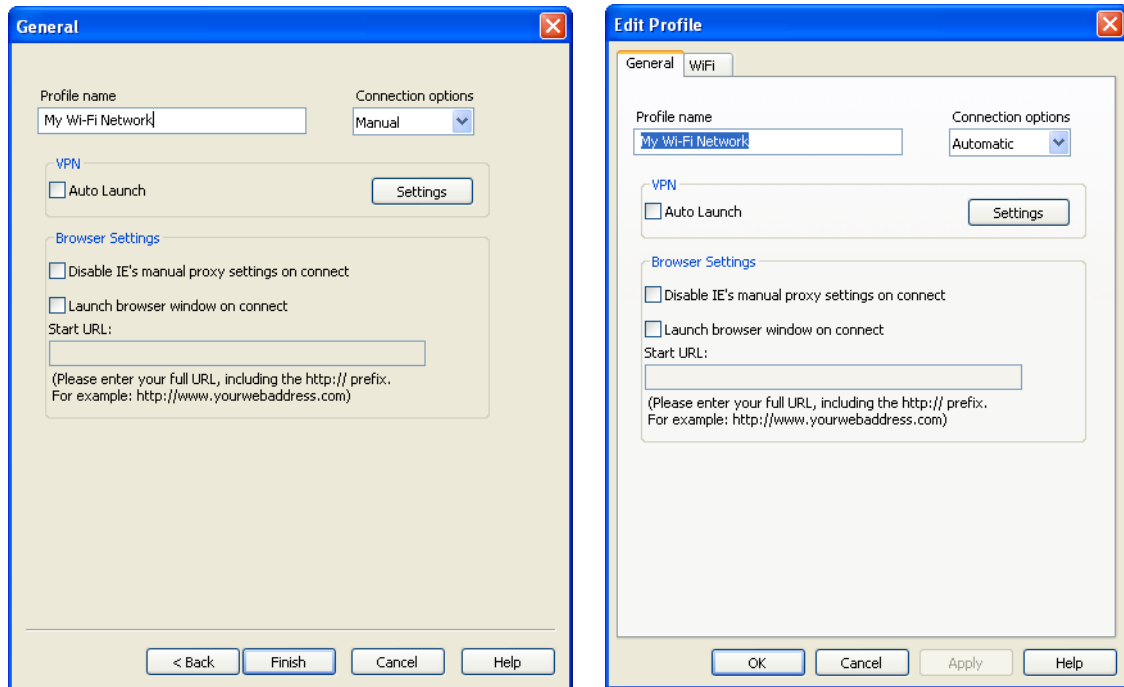 General
Profile name
Connection options
My Wi-Fi Network
Manual
VPN
Auto Launch
Settings
Browser Settings
Disable IE's manual proxy settings on connect
Launch browser window on connect
Start URL:
(Please enter your full URL, including the http:// prefix.
For example: http://www.yourwebaddress.com)
< Back
Finish
Cancel
Help
Edit Profile
General
WiFi
Profile name
Connection options
My Wi-Fi Network
Automatic
VPN
Auto Launch
Settings
Browser Settings
Disable IE's manual proxy settings on connect
Launch browser window on connect
Start URL:
(Please enter your full URL, including the http:// prefix.
For example: http://www.yourwebaddress.com)
OK
Cancel
Apply
Help